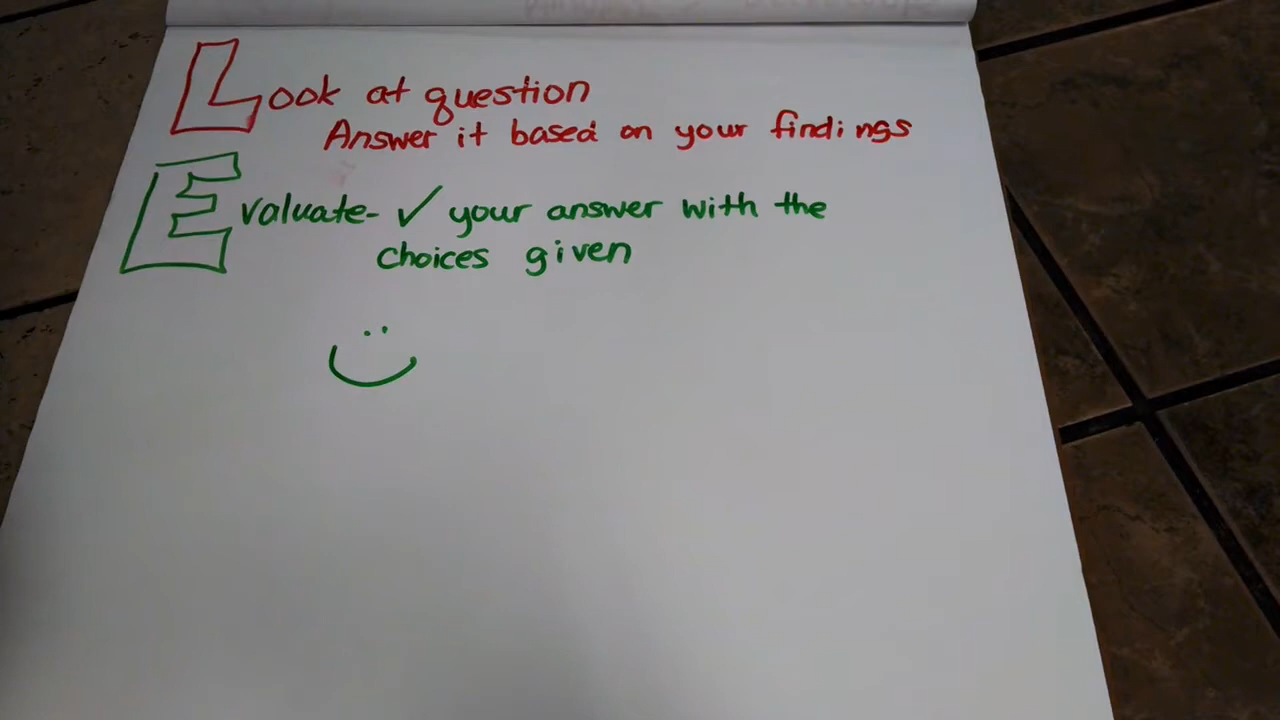 Look at question
Answer it based on your findings
Evaluate- ✓ your answer with the
choices given